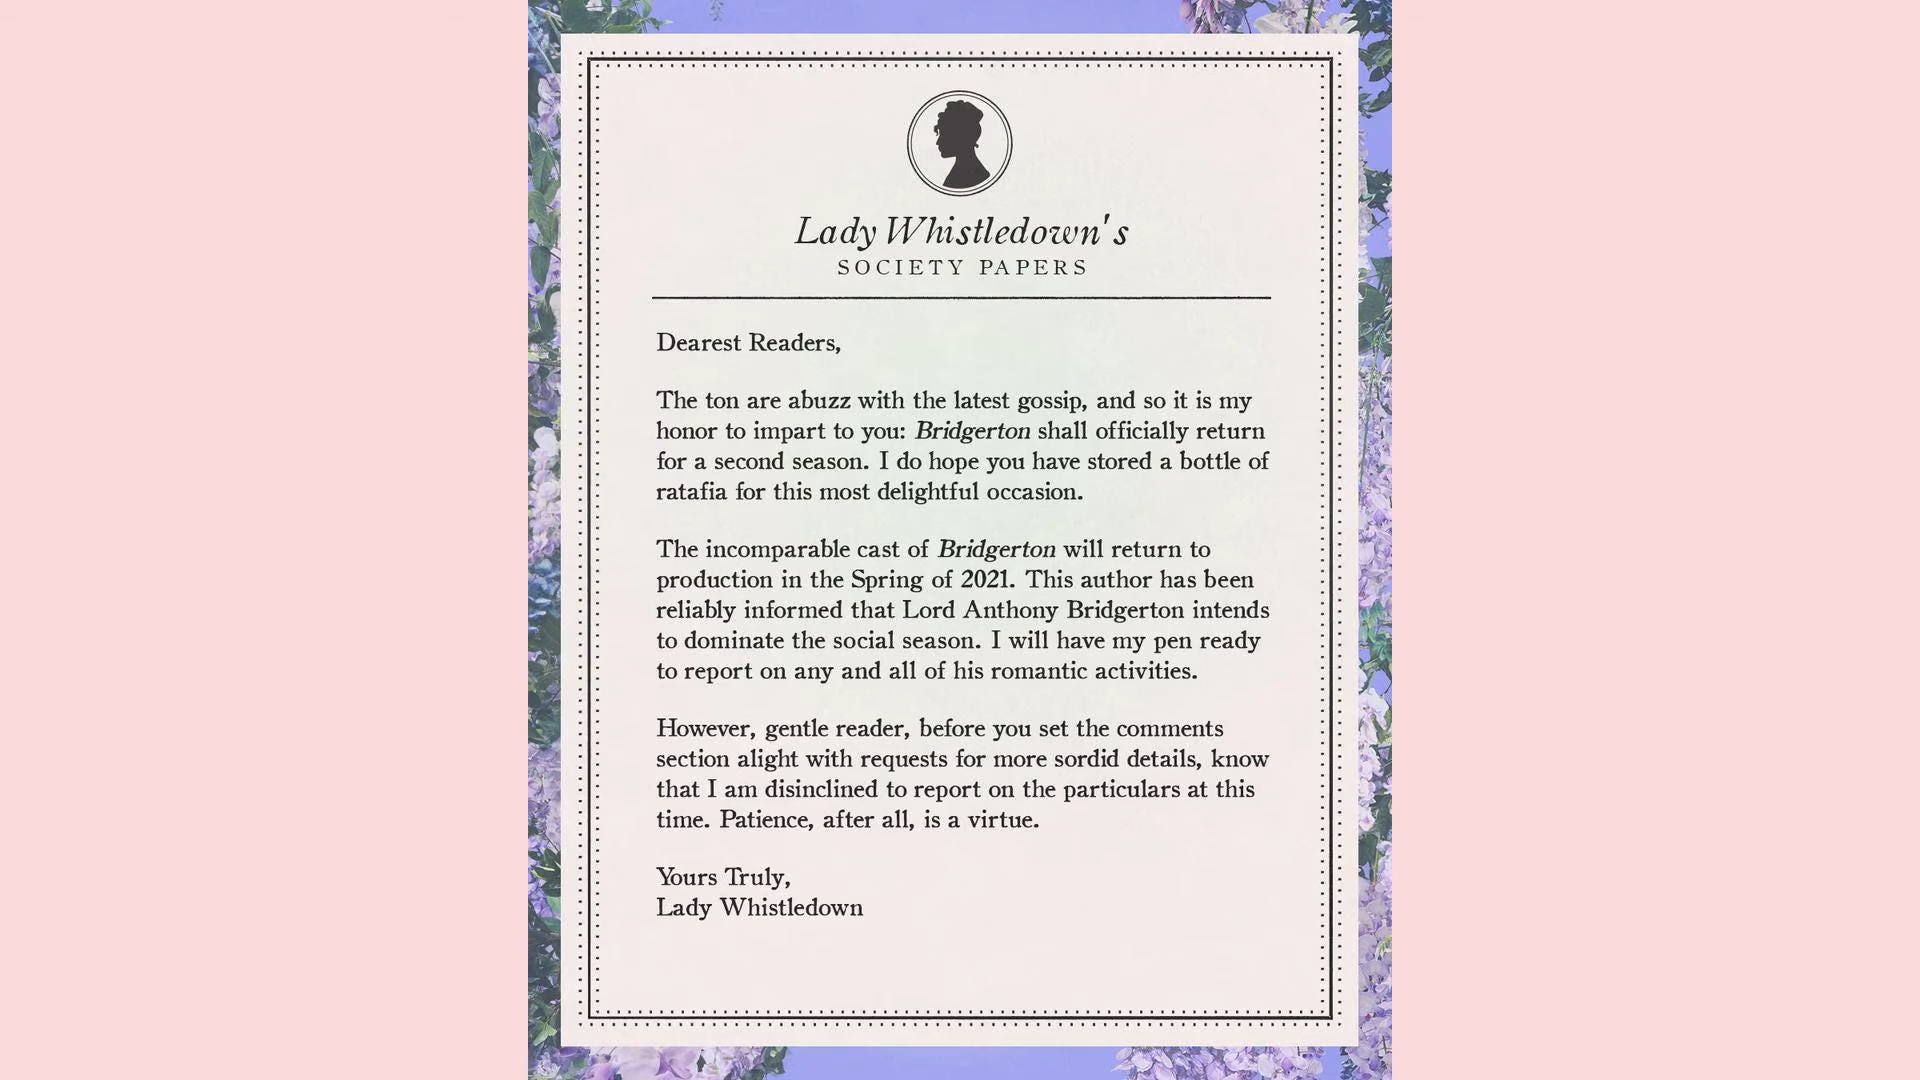 Lady Whistledown's
SOCIETY PAPERS
Dearest Readers,
The ton are abuzz with the latest gossip, and so it is my
honor to impart to you: Bridgerton shall officially return
for a second season. I do hope you have stored a bottle of
ratafia for this most delightful occasion.
The incomparable cast of Bridgerton will return to
production in the Spring of 2021. This author has been
reliably informed that Lord Anthony Bridgerton intends
to dominate the social season. I will have my pen ready
to report on any and all of his romantic activities.
However, gentle reader, before you set the comments
section alight with requests for more sordid details, know
that I am disinclined to report on the particulars at this
time. Patience, after all, is a virtue.
Yours Truly,
Lady Whistledown